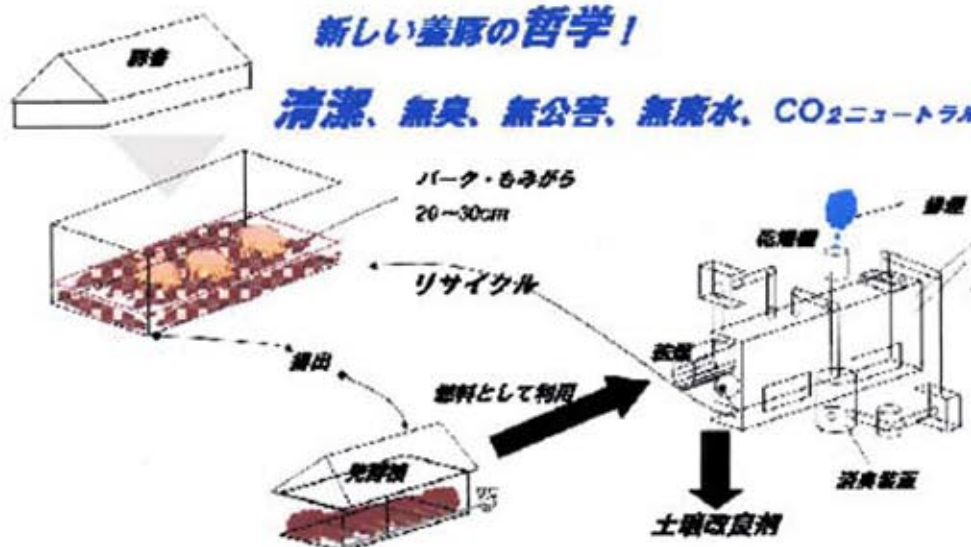 新しい養豚の哲学!
豚舎
清潔、無臭、無公害、無廃水、CO2ニュートラル
バーク・もみがら
20~30cm
乾燥機
リサイクル
排出
燃料として利用
発酵槽
消臭装置
土壌改良剤